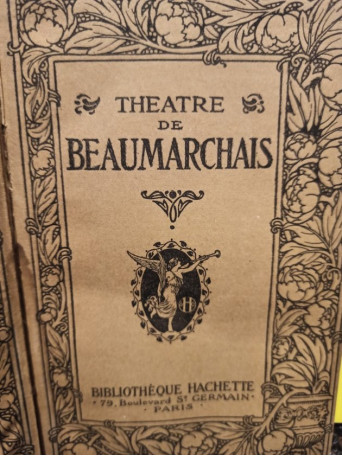 THEATRE
DE
BEAUMARCHAIS
H
BIBLIOTHÈQUE HACHETTE
79, Boulevard St GERMAIN
PARIS